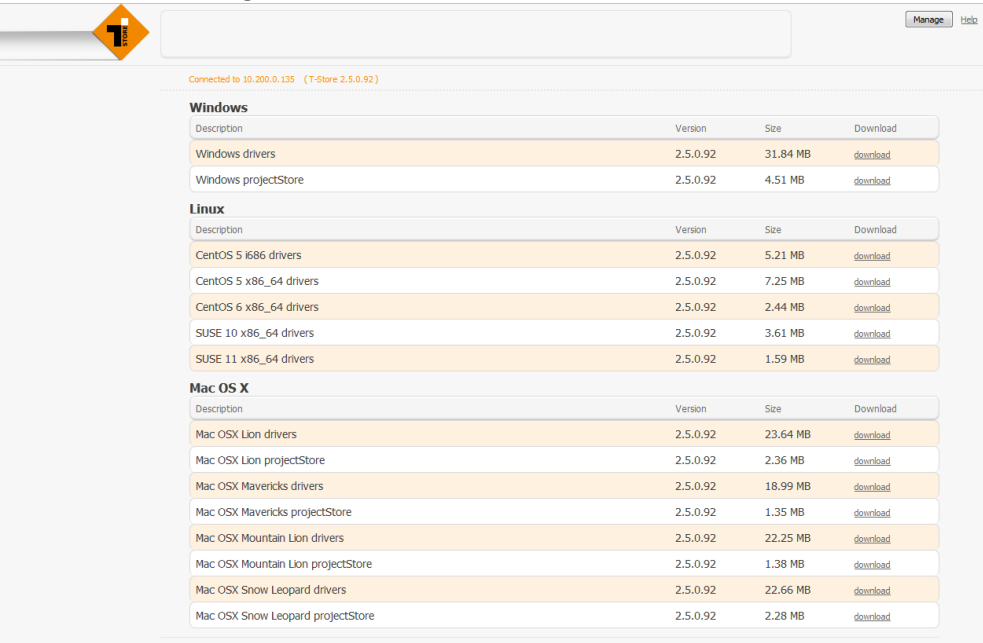 T
STORE
Manage Help
Connected to 10.200.0.135 (T-Store 2.5.0.92)
Windows
Description Version Size Download
Windows drivers 2.5.0.92 31.84 MB download
Windows projectStore 2.5.0.92 4.51 MB download
Linux
Description Version Size Download
CentOS 5 i686 drivers 2.5.0.92 5.21 MB download
CentOS 5 x86_64 drivers 2.5.0.92 7.25 MB download
CentOS 6 x86_64 drivers 2.5.0.92 2.44 MB download
SUSE 10 x86_64 drivers 2.5.0.92 3.61 MB download
SUSE 11 x86_64 drivers 2.5.0.92 1.59 MB download
Mac OS X
Description Version Size Download
Mac OSX Lion drivers 2.5.0.92 23.64 MB download
Mac OSX Lion projectStore 2.5.0.92 2.36 MB download
Mac OSX Mavericks drivers 2.5.0.92 18.99 MB download
Mac OSX Mavericks projectStore 2.5.0.92 1.35 MB download
Mac OSX Mountain Lion drivers 2.5.0.92 22.25 MB download
Mac OSX Mountain Lion projectStore 2.5.0.92 1.38 MB download
Mac OSX Snow Leopard drivers 2.5.0.92 22.66 MB download
Mac OSX Snow Leopard projectStore 2.5.0.92 2.28 MB download